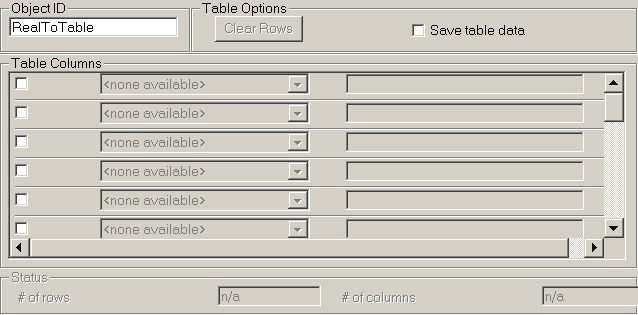 Object ID
Table Options
RealToTable
Clear Rows
Save table data
Table Columns
<none available>
<none available>
<none available>
<none available>
<none available>
<none available>
Status
# of rows
n/a
# of columns
n/a